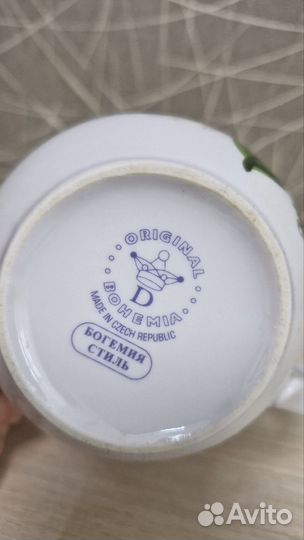 ORIGINAL
D
BOHEMIA
MADE IN CZECH REPUBLIC
БОГЕМИЯ
СТИЛЬ
Avito